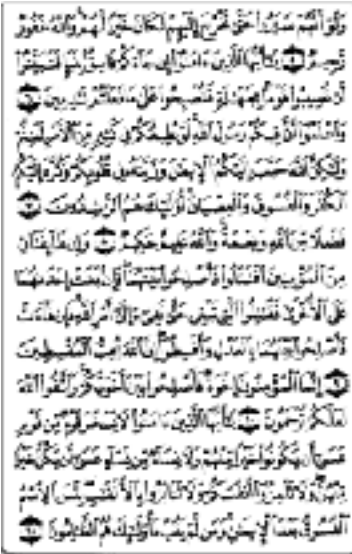 ولو أنهم صبروا حتى تخرج إليهم لكان خيرا لهم والله غفور
رحيم ۝ يا أيها الذين ءامنوا إن جاءكم فاسق بنبإ فتبينوا
أن تصيبوا قوما بجهالة فتصبحوا على ما فعلتم نادمين ۝
واعلموا أن فيكم رسول الله لو يطيعكم في كثير من الأمر لعنتم
ولكن الله حبب إليكم الإيمان وزينه في قلوبكم وكره إليكم
الكفر والفسوق والعصيان أولئك هم الراشدون ۝
فضلا من الله ونعمة والله عليم حكيم ۝ وإن طائفتان
من المؤمنين اقتتلوا فأصلحوا بينهما فإن بغت إحداهما
على الأخرى فقاتلوا التي تبغي حتى تفيء إلى أمر الله فإن فاءت
فأصلحوا بينهما بالعدل وأقسطوا إن الله يحب المقسطين
۝ إنما المؤمنون إخوة فأصلحوا بين أخويكم واتقوا الله
لعلكم ترحمون ۝ يا أيها الذين ءامنوا لا يسخر قوم من قوم
عسى أن يكونوا خيرا منهم ولا نساء من نساء عسى أن يكن خيرا
منهن ولا تلمزوا أنفسكم ولا تنابزوا بالألقاب بئس الاسم
الفسوق بعد الإيمان ومن لم يتب فأولئك هم الظالمون ۝